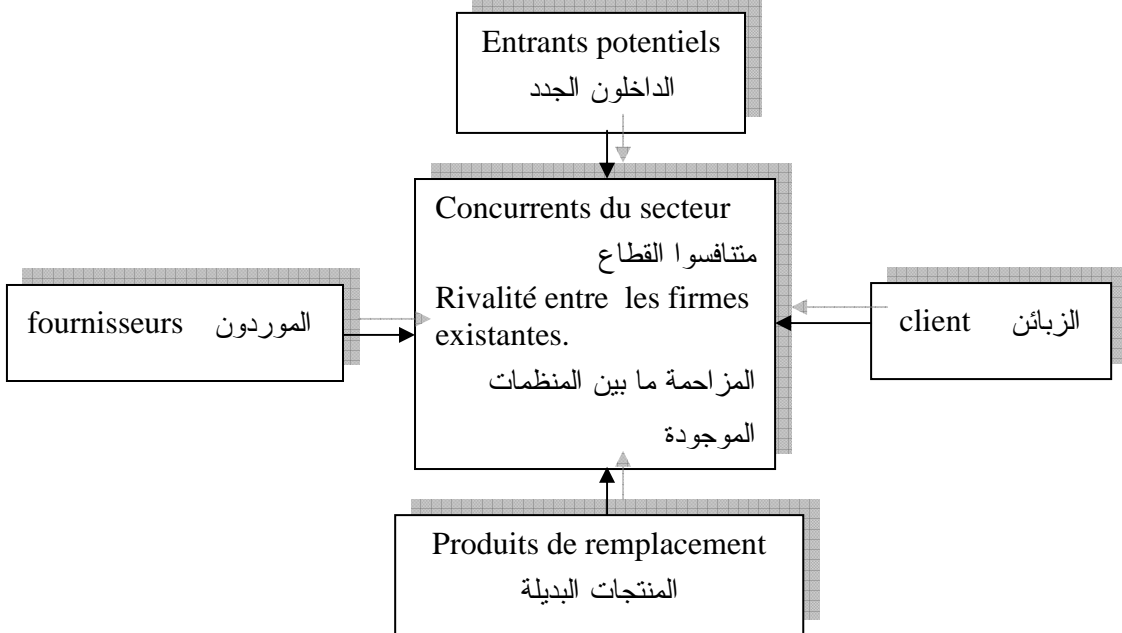 Entrants potentiels
الداخلون الجدد
Concurrents du secteur
متنافسوا القطاع
Rivalité entre les firmes
existantes.
المزاحمة ما بين المنظمات
الموجودة
fournisseurs الموردون
client الزبائن
Produits de remplacement
المنتجات البديلة